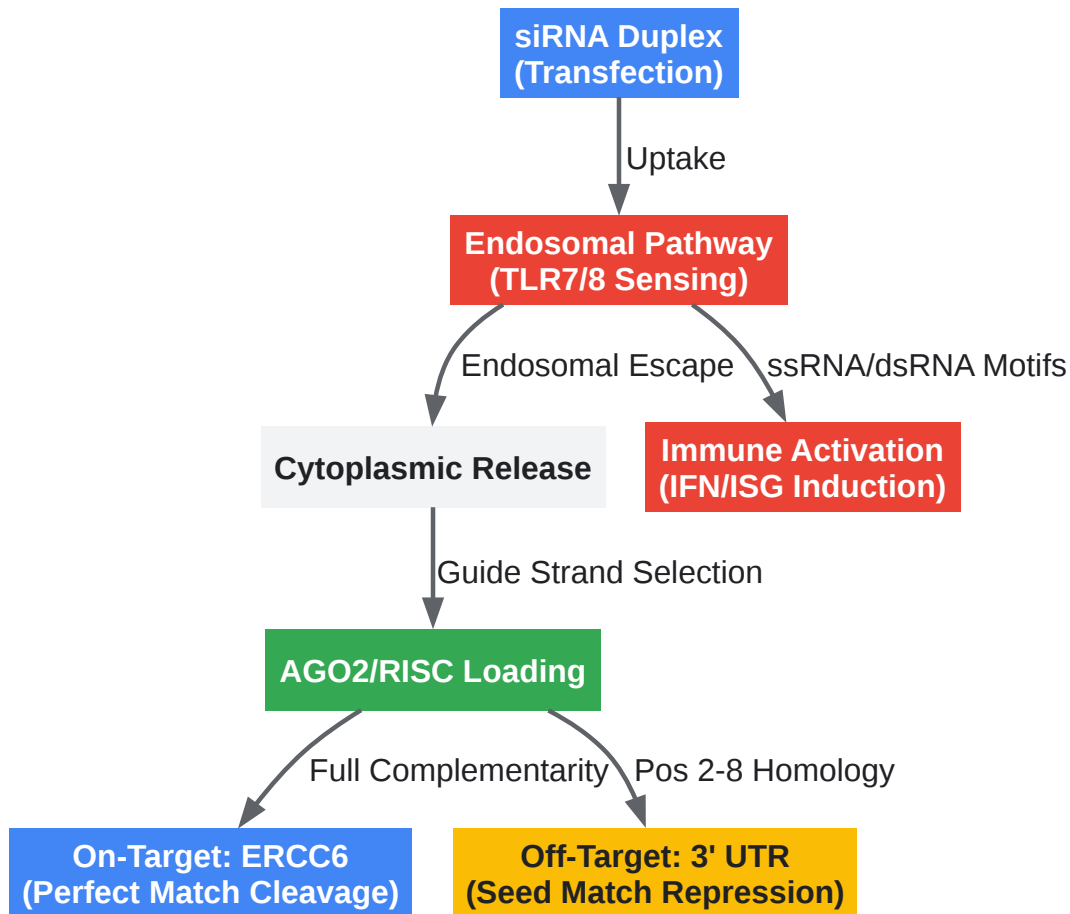 siRNA Duplex
(Transfection)
Uptake
Endosomal Pathway
(TLR7/8 Sensing)
Endosomal Escape
ssRNA/dsRNA Motifs
Cytoplasmic Release
Immune Activation
(IFN/ISG Induction)
Guide Strand Selection
AGO2/RISC Loading
Full Complementarity
Pos 2-8 Homology
On-Target: ERCC6
(Perfect Match Cleavage)
Off-Target: 3' UTR
(Seed Match Repression)